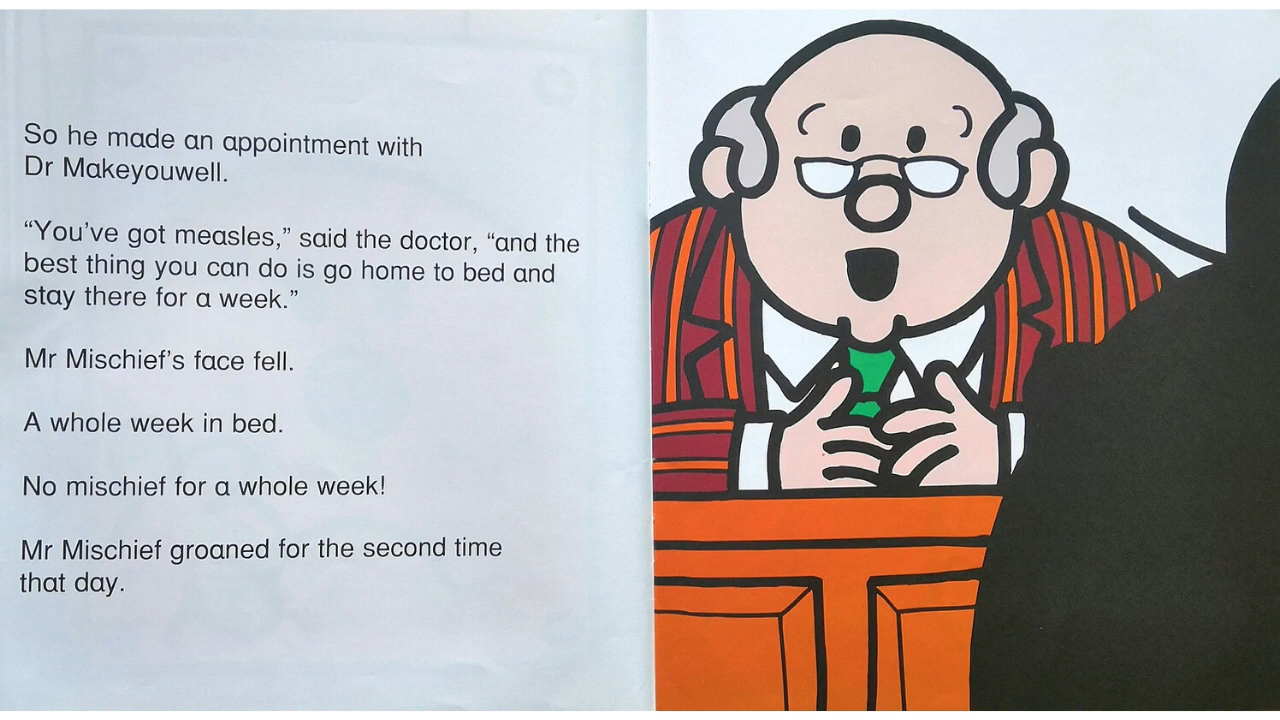 So he made an appointment with
Dr Makeyouwell.
“You’ve got measles,” said the doctor, “and the
best thing you can do is go home to bed and
stay there for a week.”
Mr Mischief’s face fell.
A whole week in bed.
No mischief for a whole week!
Mr Mischief groaned for the second time
that day.